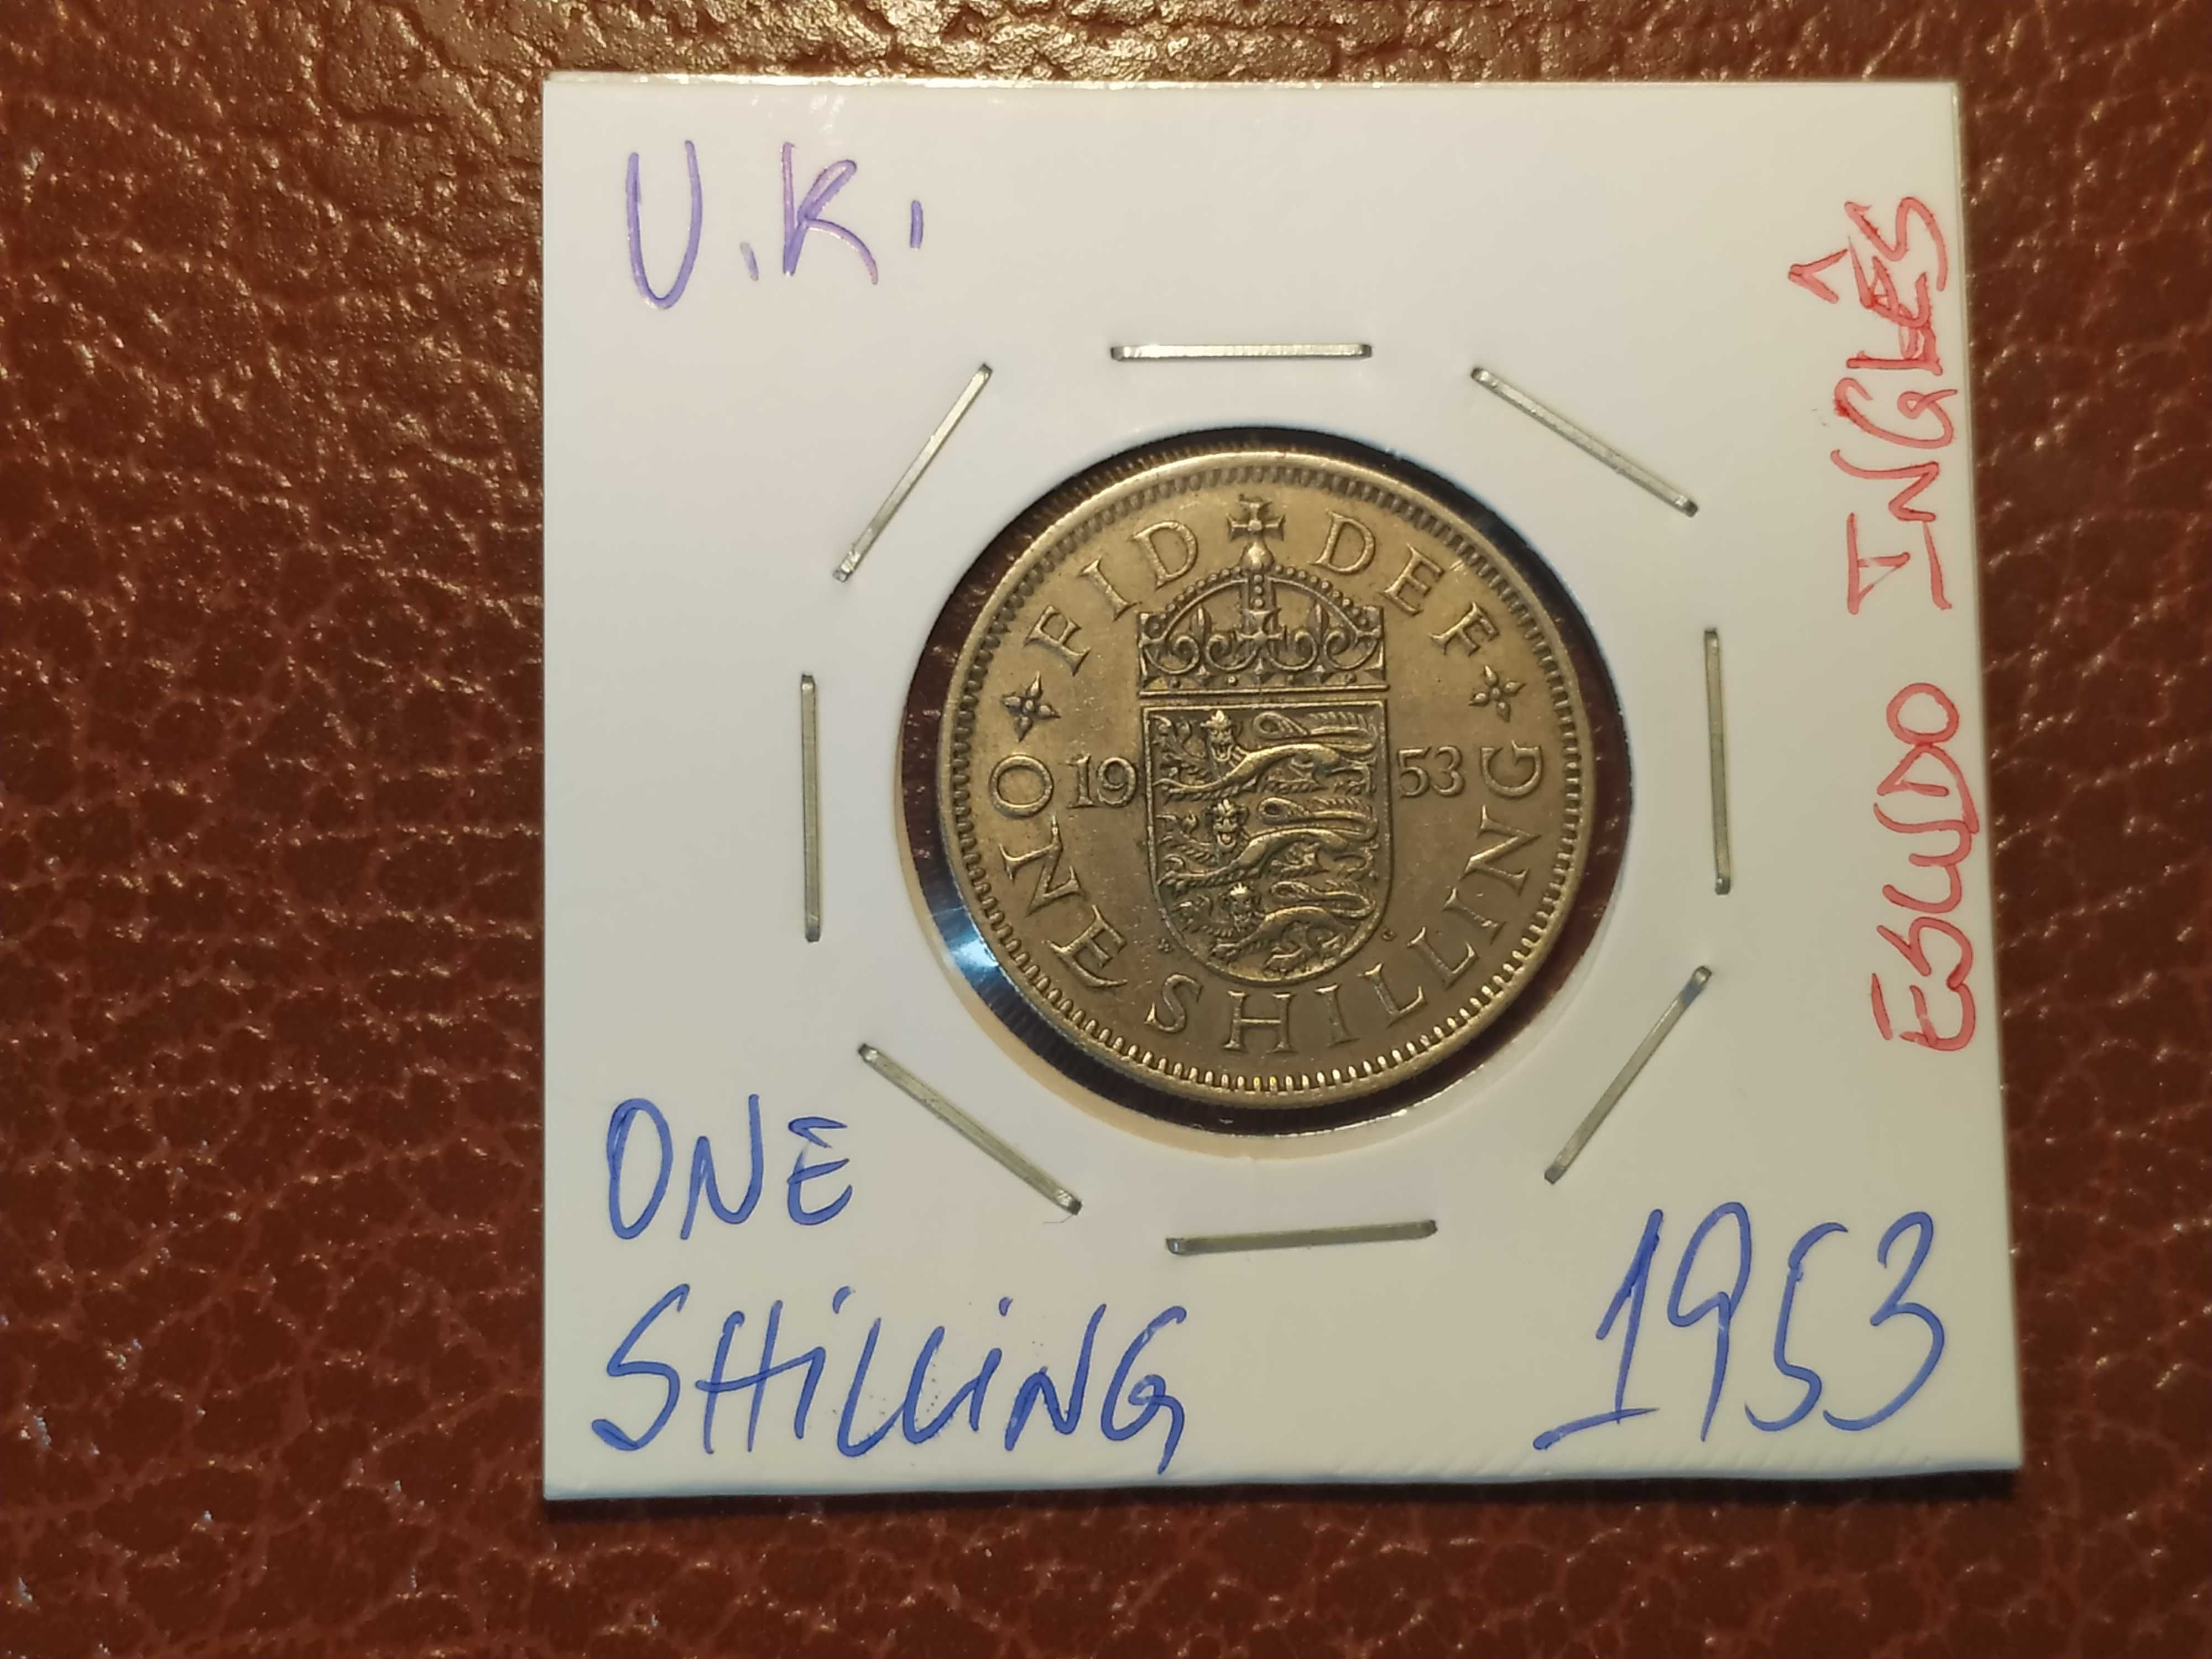 U.K.
ESCUDO INGLÊS
FID DEF
19 53
ONE SHILLING
ONE
SHiLLiNG
1953